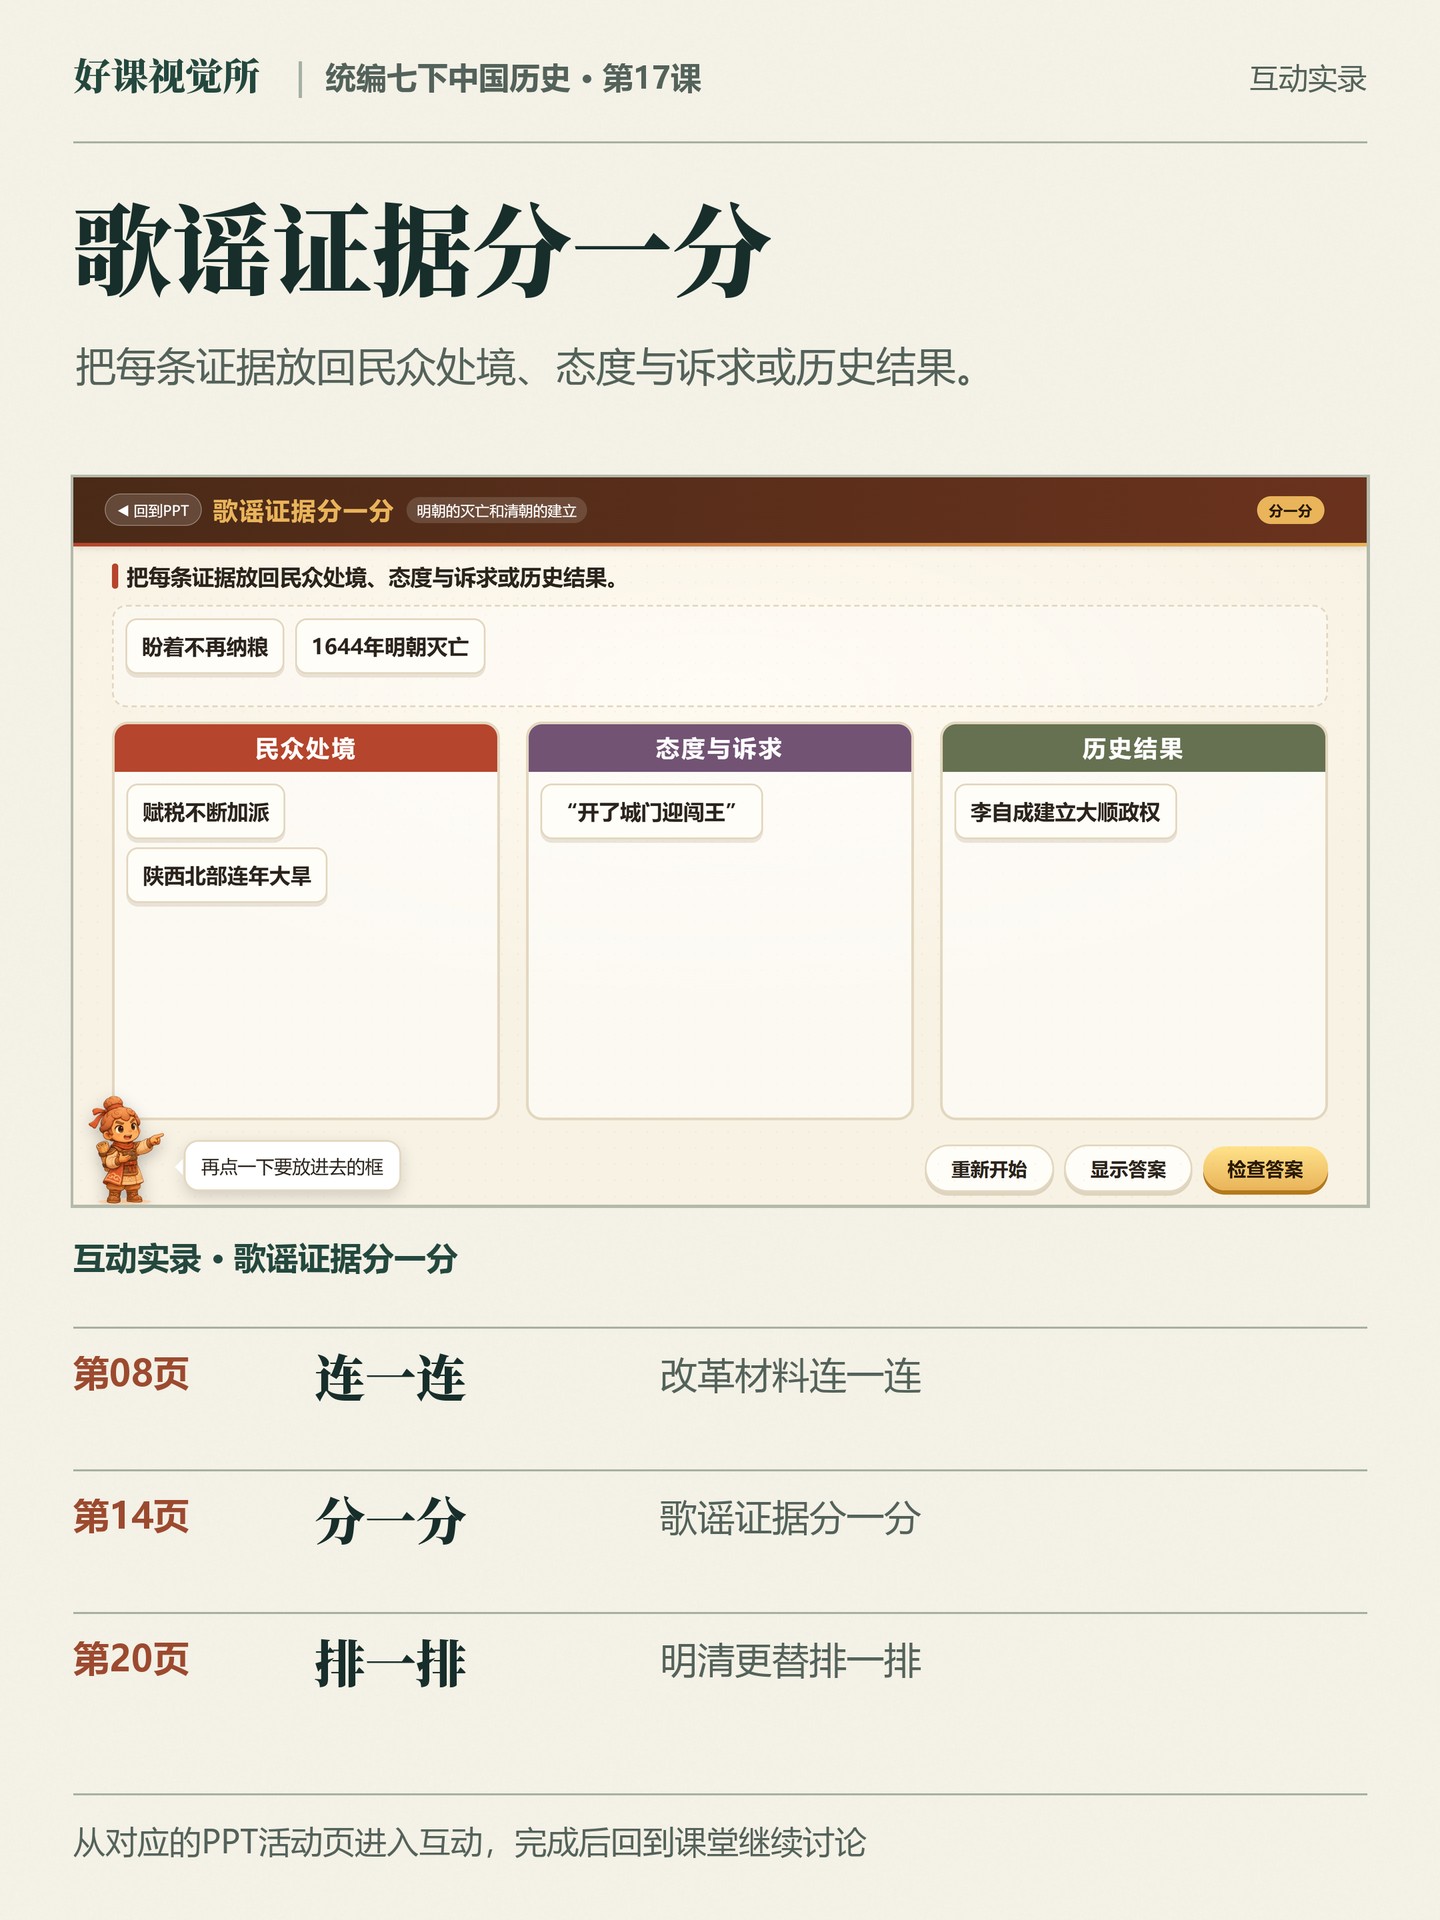 好课视觉所 | 统编七下中国历史·第17课
互动实录
歌谣证据分一分
把每条证据放回民众处境、态度与诉求或历史结果。
◀ 回到PPT 歌谣证据分一分 明朝的灭亡和清朝的建立 分一分
把每条证据放回民众处境、态度与诉求或历史结果。
盼着不再纳粮 1644年明朝灭亡
民众处境 态度与诉求 历史结果
赋税不断加派 “开了城门迎闯王” 李自成建立大顺政权
陕西北部连年大旱
再点一下要放进去的框 重新开始 显示答案 检查答案
互动实录·歌谣证据分一分
第08页 连一连 改革材料连一连
第14页 分一分 歌谣证据分一分
第20页 排一排 明清更替排一排
从对应的PPT活动页进入互动，完成后回到课堂继续讨论